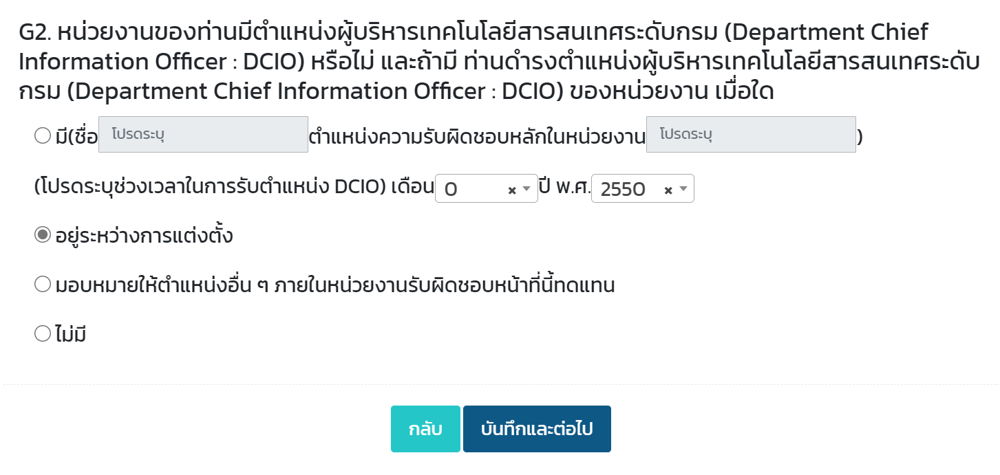 G2. หน่วยงานของท่านมีตำแหน่งผู้บริหารเทคโนโลยีสารสนเทศระดับกรม (Department Chief
Information Officer : DCIO) หรือไม่ และถ้ามี ท่านดำรงตำแหน่งผู้บริหารเทคโนโลยีสารสนเทศระดับ
กรม (Department Chief Information Officer : DCIO) ของหน่วยงาน เมื่อใด
มี(ชื่อ โปรดระบุ ตำแหน่งความรับผิดชอบหลักในหน่วยงาน โปรดระบุ )
(โปรดระบุช่วงเวลาในการรับตำแหน่ง DCIO) เดือน 0 × ปี พ.ศ. 2550 ×
อยู่ระหว่างการแต่งตั้ง
มอบหมายให้ตำแหน่งอื่น ๆ ภายในหน่วยงานรับผิดชอบหน้าที่นี้ทดแทน
ไม่มี
กลับ บันทึกและต่อไป